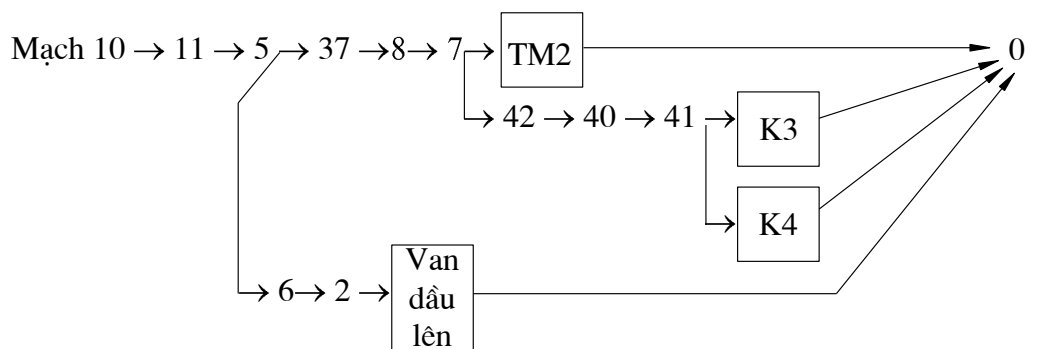 Mạch 10 → 11 → 5 → 37 → 8 → 7 → TM2 0
→ 42 → 40 → 41 → K3
→ K4
→ 6 → 2 → Van
dầu
lên